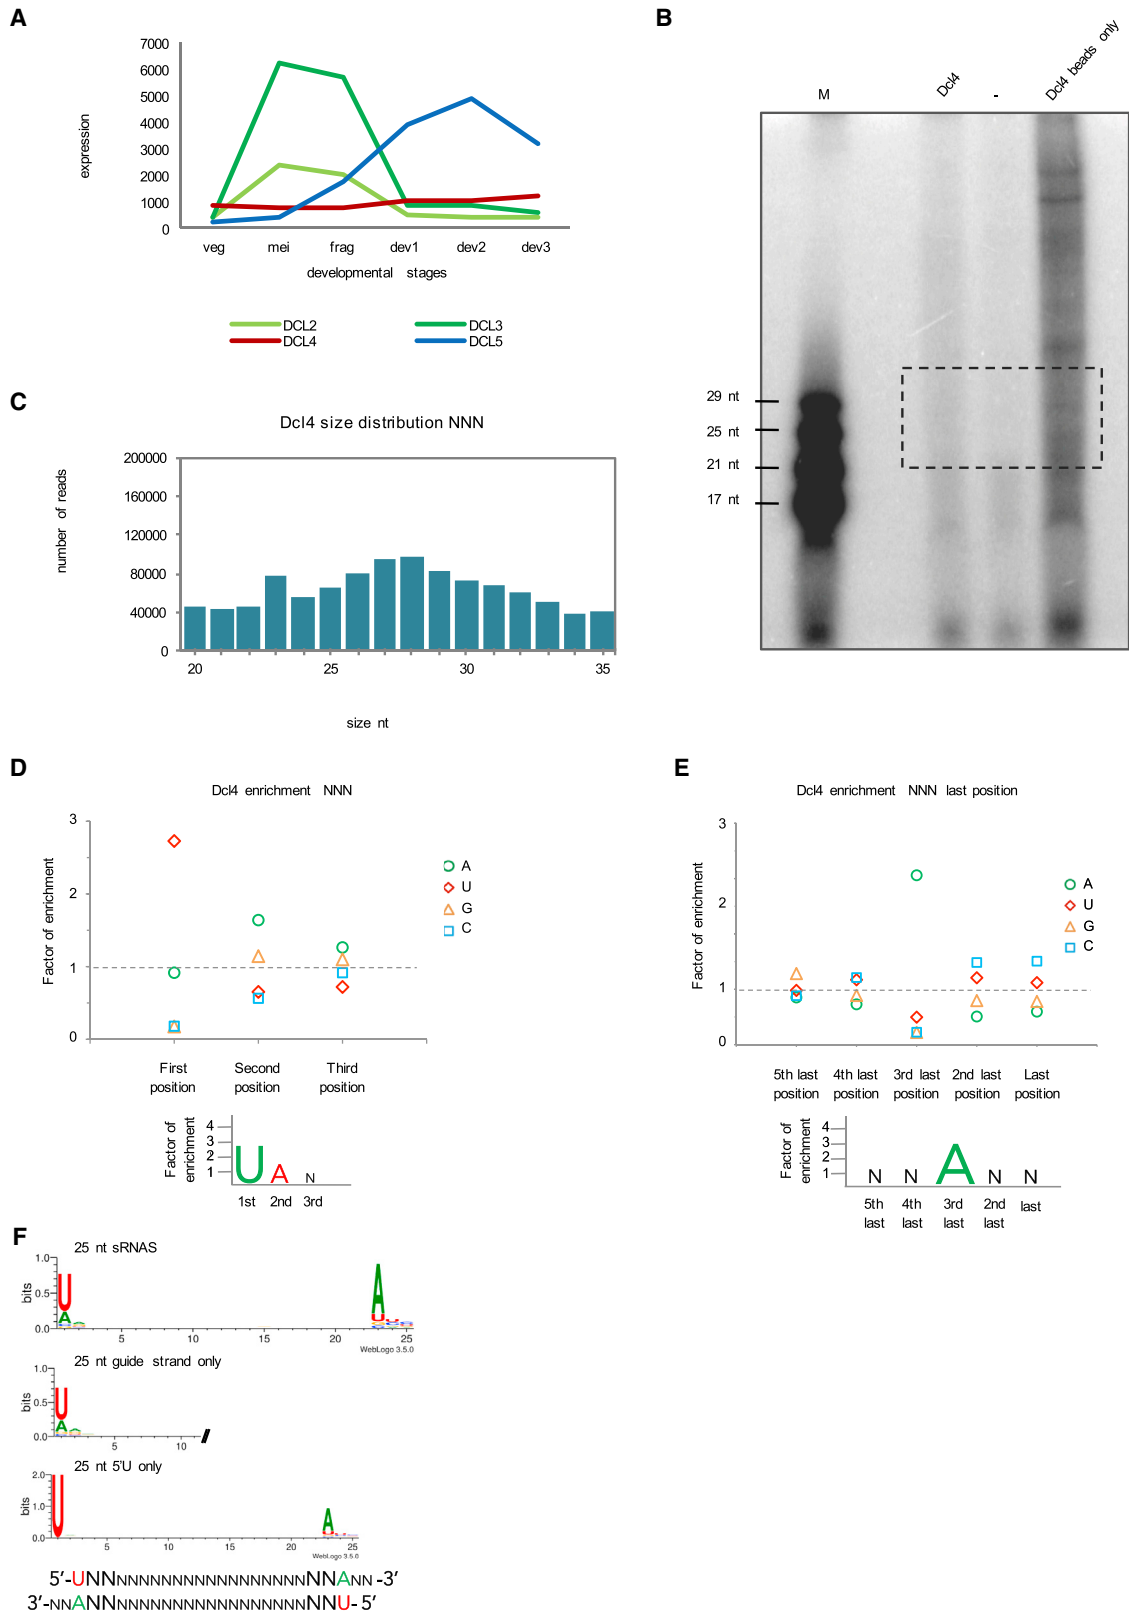 A
7000
6000
5000
4000
3000
2000
1000
0
expression
veg mei frag dev1 dev2 dev3
developmental stages
DCL2 DCL3
DCL4 DCL5
B
M Dcl4 - Dcl4 beads only
29 nt
25 nt
21 nt
17 nt
C
Dcl4 size distribution NNN
200000
160000
120000
80000
40000
0
number of reads
20 25 30 35
size nt
D
Dcl4 enrichment NNN
3
2
1
0
Factor of enrichment
A
U
G
C
First position
Second position
Third position
Factor of enrichment
4
3
2
1
U A N
1st 2nd 3rd
E
Dcl4 enrichment NNN last position
3
2
1
0
Factor of enrichment
A
U
G
C
5th last position
4th last position
3rd last position
2nd last position
Last position
Factor of enrichment
4
3
2
1
N N A N N
5th last
4th last
3rd last
2nd last
last
F
25 nt sRNAS
1.0
0.5
0.0
bits
U
A
A
U
5 10 15 20 25
WebLogo 3.5.0
25 nt guide strand only
1.0
0.5
0.0
bits
U
A
5 10
25 nt 5'U only
2.0
1.0
0.0
bits
U
A
5 10 15 20 25
WebLogo 3.5.0
5'-UNNNNNNNNNNNNNNNNNNNNNANN-3'
3'-NNANNNNNNNNNNNNNNNNNNNNNU-5'